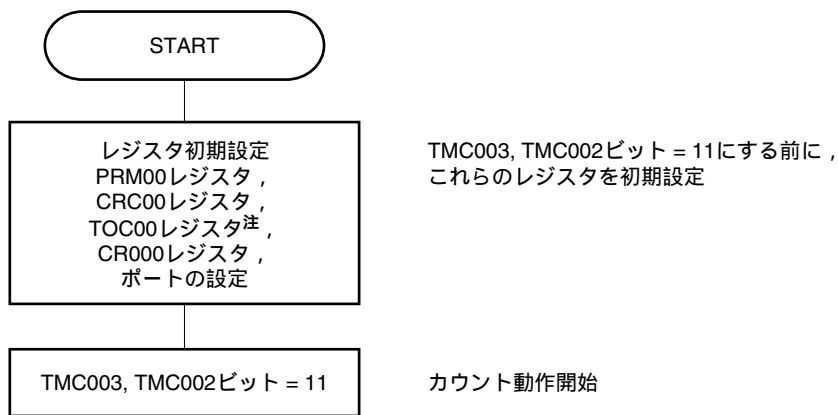 START
レジスタ初期設定
PRM00レジスタ,
CRC00レジスタ,
TOC00レジスタ注,
CR000レジスタ,
ポートの設定
TMC003, TMC002ビット = 11にする前に,
これらのレジスタを初期設定
TMC003, TMC002ビット = 11
カウント動作開始